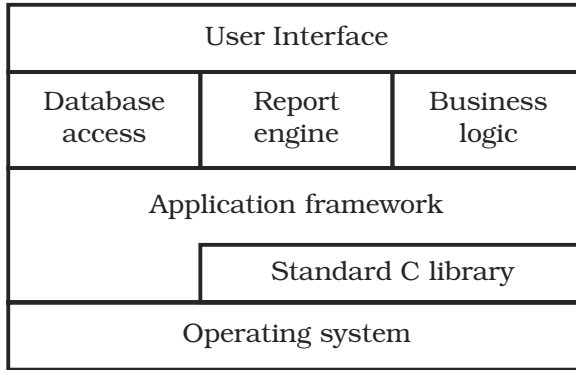 User Interface
Database
access
Report
engine
Business
logic
Application framework
Standard C library
Operating system